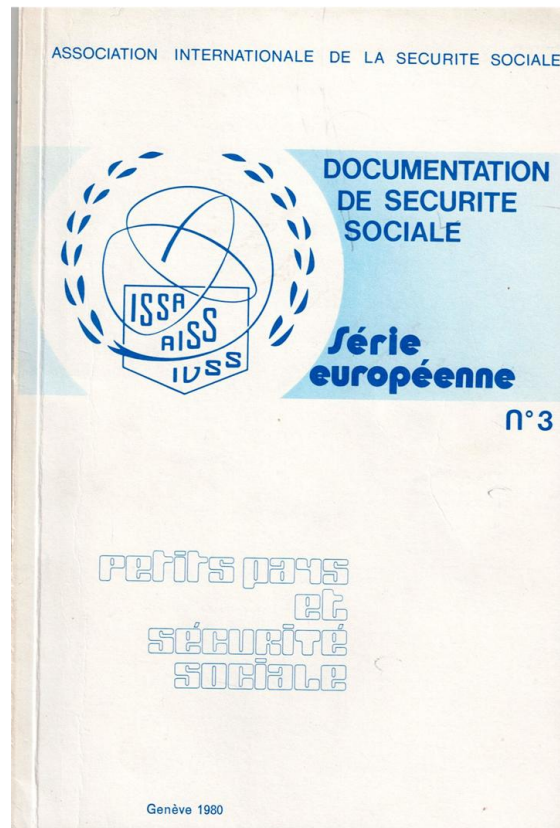 ASSOCIATION INTERNATIONALE DE LA SECURITE SOCIALE
DOCUMENTATION
DE SECURITE
SOCIALE
ISSA
AISS
IVSS
Série
européenne
n° 3
petits pays
et
sécurité
sociale
Genève 1980